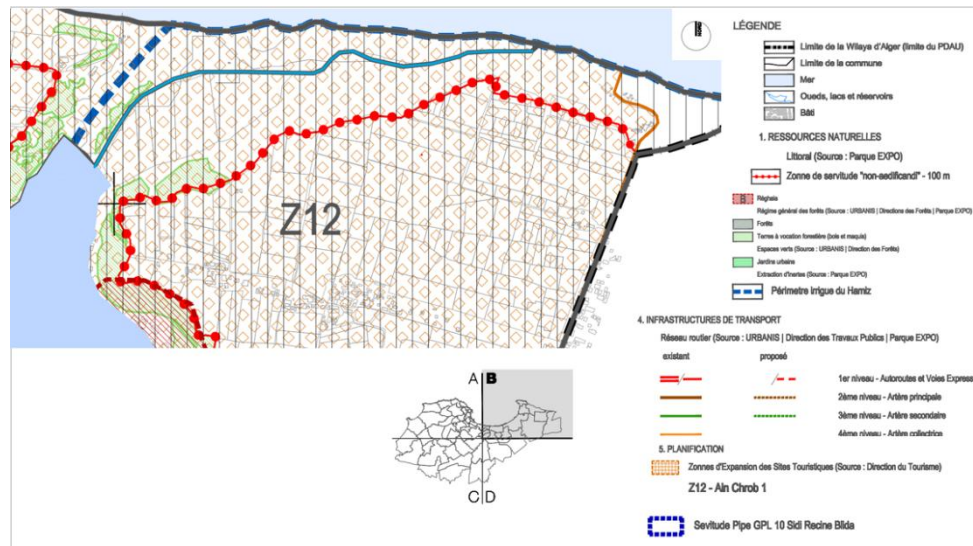 Z12
A B
C D
LÉGENDE
Limite de la Wilaya d'Alger (limite du PDAU)
Limite de la commune
Mer
Oueds, lacs et réservoirs
Bâti
1. RESSOURCES NATURELLES
Littoral (Source : Parque EXPO)
Zonne de servitude "non-aedificandi" - 100 m
Réghaia
Régime général des forêts (Source : URBANIS | Directions des Forêts | Parque EXPO)
Forêts
Terres à vocation forestière (bois et maquis)
Espaces verts (Source : URBANIS | Direction des Forêts)
Jardins urbains
Extraction d'inertes (Source : Parque EXPO)
Périmetre Irrigue du Hamiz
4. INFRASTRUCTURES DE TRANSPORT
Réseau routier (Source : URBANIS | Direction des Travaux Publics | Parque EXPO)
existant proposé
1er niveau - Autoroutes et Voies Express
2ème niveau - Artère principale
3ème niveau - Artère secondaire
4ème niveau - Artère collectrice
5. PLANIFICATION
Zonnes d'Expansion des Sites Touristiques (Source : Direction du Tourisme)
Z12 - Ain Chrob 1
Sevitude Pipe GPL 10 Sidi Recine Blida